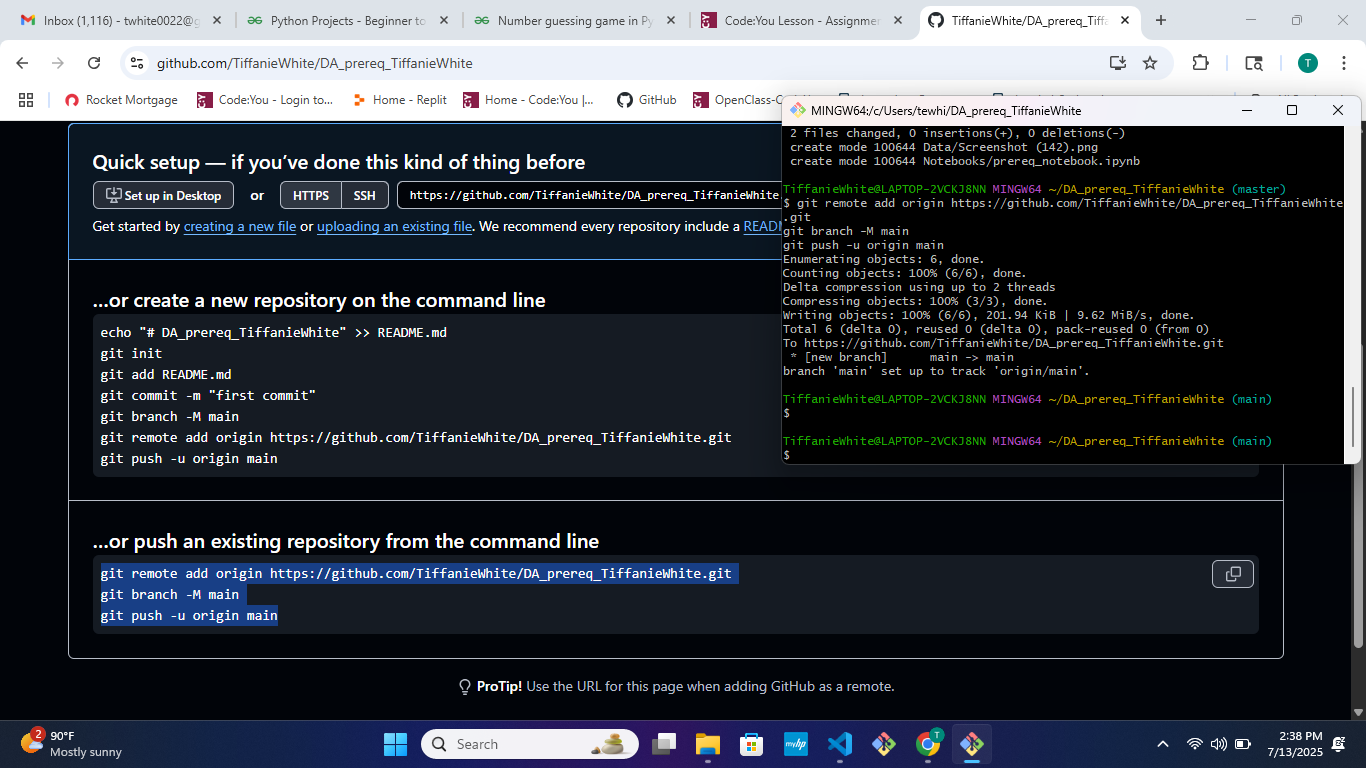 Inbox (1,116) - twhite0022@g
Python Projects - Beginner to
Number guessing game in Py
Code:You Lesson - Assignmen
TiffanieWhite/DA_prereq_Tiffa
github.com/TiffanieWhite/DA_prereq_TiffanieWhite
T
Rocket Mortgage
Code:You - Login to...
Home - Replit
Home - Code:You |...
GitHub
OpenClass-C
MINGW64:/c/Users/tewhi/DA_prereq_TiffanieWhite
2 files changed, 0 insertions(+), 0 deletions(-)
create mode 100644 Data/Screenshot (142).png
create mode 100644 Notebooks/prereq_notebook.ipynb
TiffanieWhite@LAPTOP-2VCKJ8NN MINGW64 ~/DA_prereq_TiffanieWhite (master)
$ git remote add origin https://github.com/TiffanieWhite/DA_prereq_TiffanieWhite
.git
git branch -M main
git push -u origin main
Enumerating objects: 6, done.
Counting objects: 100% (6/6), done.
Delta compression using up to 2 threads
Compressing objects: 100% (3/3), done.
Writing objects: 100% (6/6), 201.94 KiB | 9.62 MiB/s, done.
Total 6 (delta 0), reused 0 (delta 0), pack-reused 0 (from 0)
To https://github.com/TiffanieWhite/DA_prereq_TiffanieWhite.git
* [new branch]      main -> main
branch 'main' set up to track 'origin/main'.
TiffanieWhite@LAPTOP-2VCKJ8NN MINGW64 ~/DA_prereq_TiffanieWhite (main)
$
TiffanieWhite@LAPTOP-2VCKJ8NN MINGW64 ~/DA_prereq_TiffanieWhite (main)
$
Quick setup — if you've done this kind of thing before
Set up in Desktop or HTTPS SSH https://github.com/TiffanieWhite/DA_prereq_TiffanieWhite.
Get started by creating a new file or uploading an existing file. We recommend every repository include a READ
...or create a new repository on the command line
echo "# DA_prereq_TiffanieWhite" >> README.md
git init
git add README.md
git commit -m "first commit"
git branch -M main
git remote add origin https://github.com/TiffanieWhite/DA_prereq_TiffanieWhite.git
git push -u origin main
...or push an existing repository from the command line
git remote add origin https://github.com/TiffanieWhite/DA_prereq_TiffanieWhite.git
git branch -M main
git push -u origin main
ProTip! Use the URL for this page when adding GitHub as a remote.
2
90°F
Mostly sunny
Search
myhp
T
2:38 PM
7/13/2025